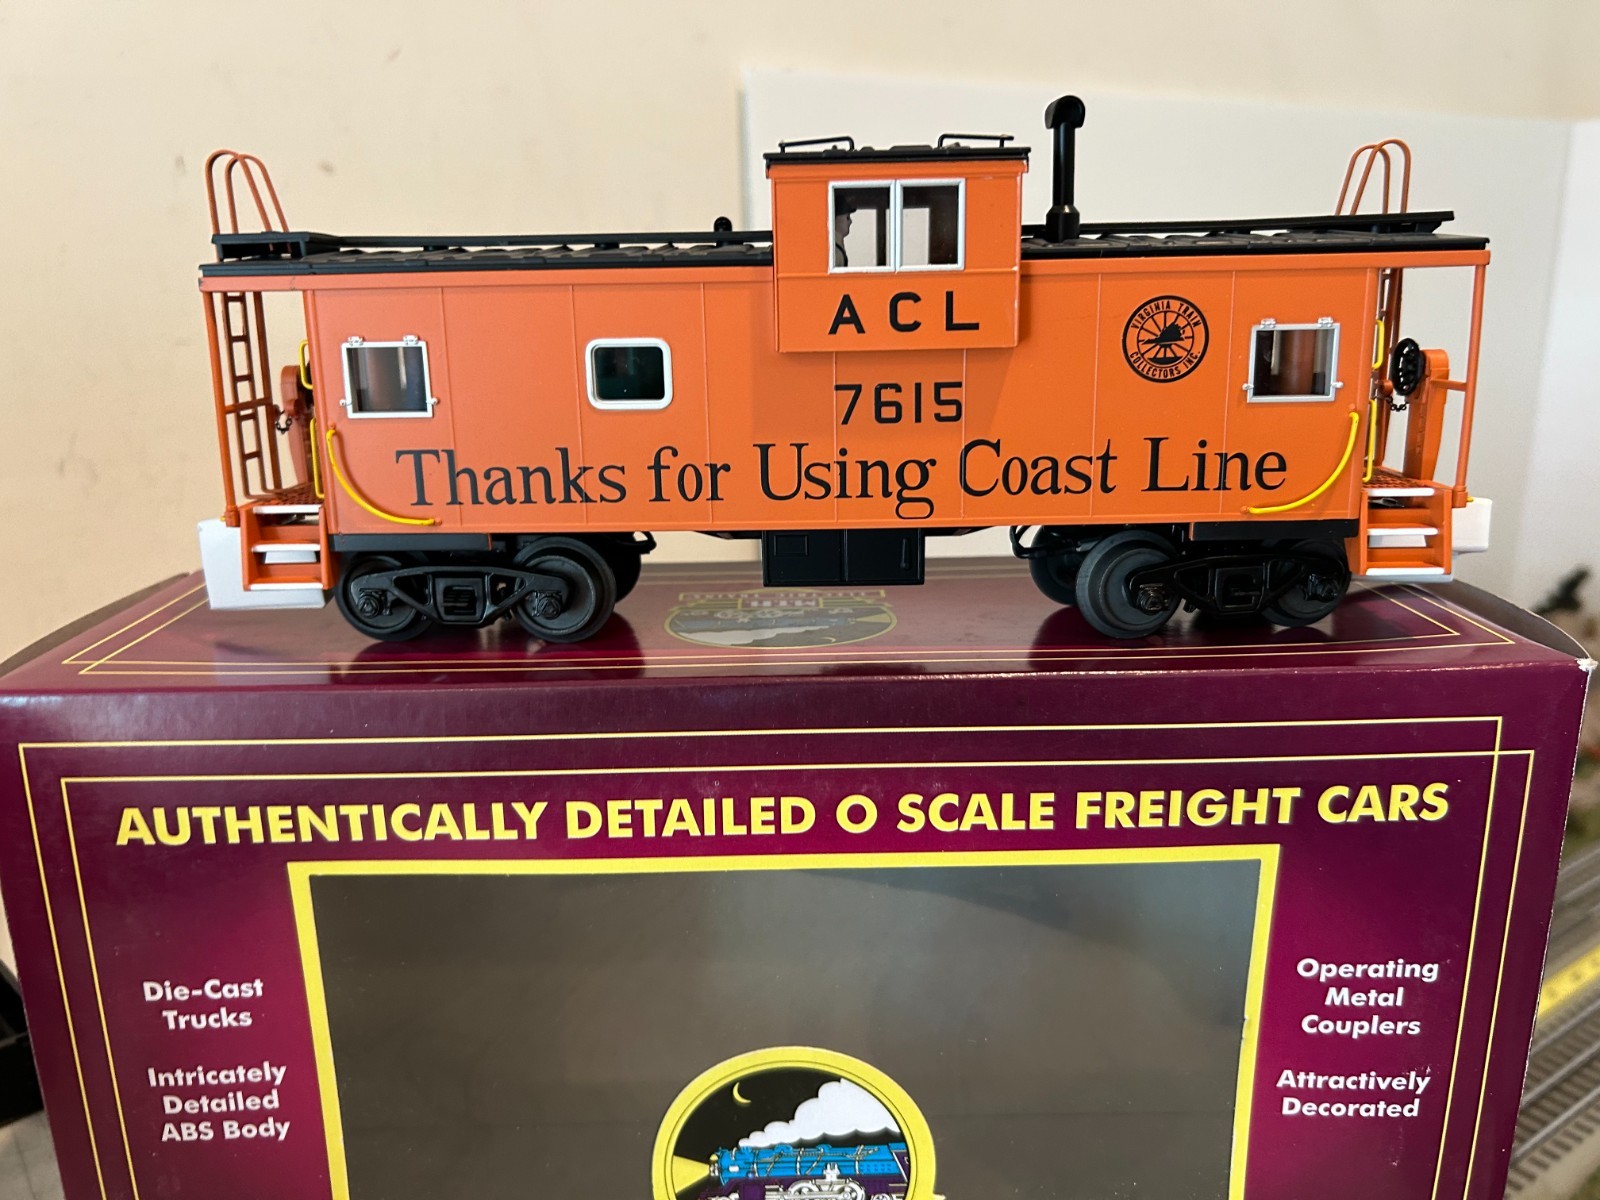 ACL
7615
Thanks for Using Coast Line
VIRGINIA TRAIN
COLLECTORS INC.
AUTHENTICALLY DETAILED O SCALE FREIGHT CARS
Die-Cast
Trucks
Intricately
Detailed
ABS Body
Operating
Metal
Couplers
Attractively
Decorated